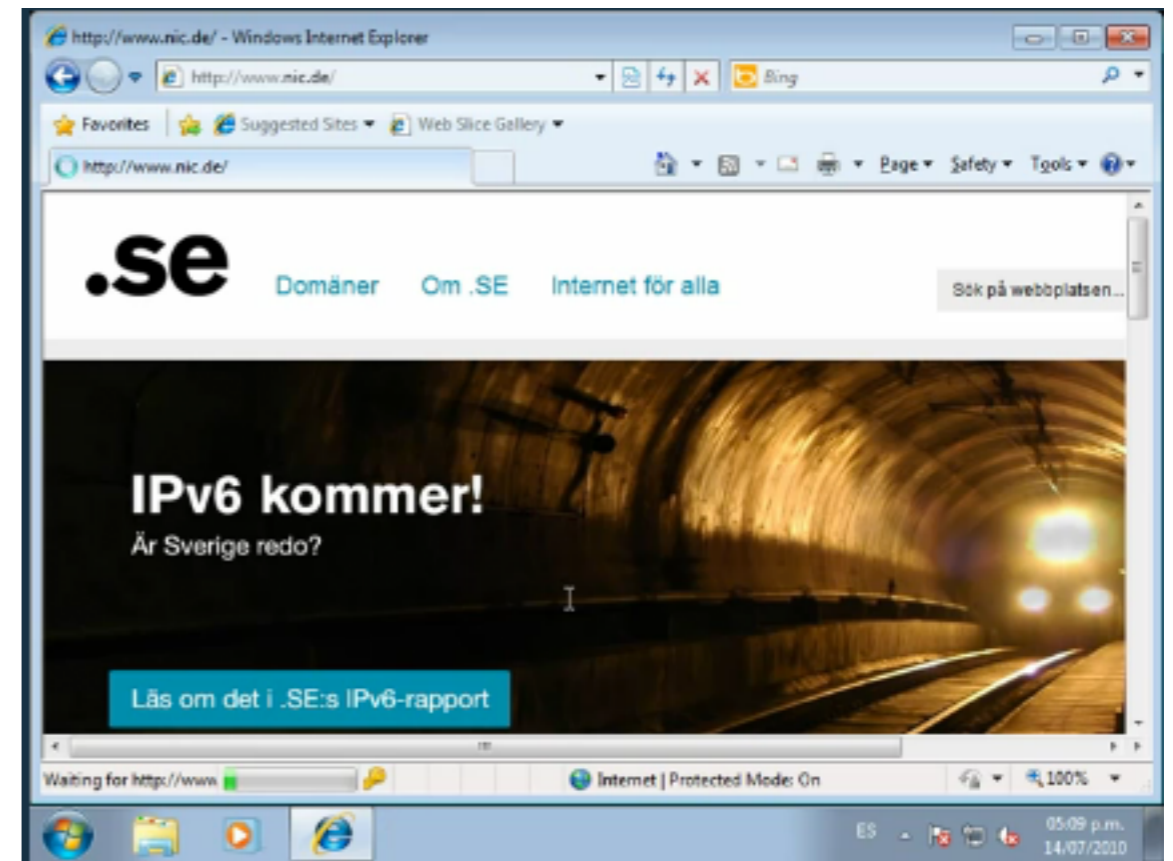 http://www.nic.de/ - Windows Internet Explorer
http://www.nic.de/
Bing
Favorites Suggested Sites Web Slice Gallery
http://www.nic.de/ Page Safety Tools
.se Domäner Om .SE Internet för alla Sök på webbplatsen...
IPv6 kommer!
Är Sverige redo?
Läs om det i .SE:s IPv6-rapport
Waiting for http://www. Internet | Protected Mode: On 100%
ES 05:09 p.m.
14/07/2010